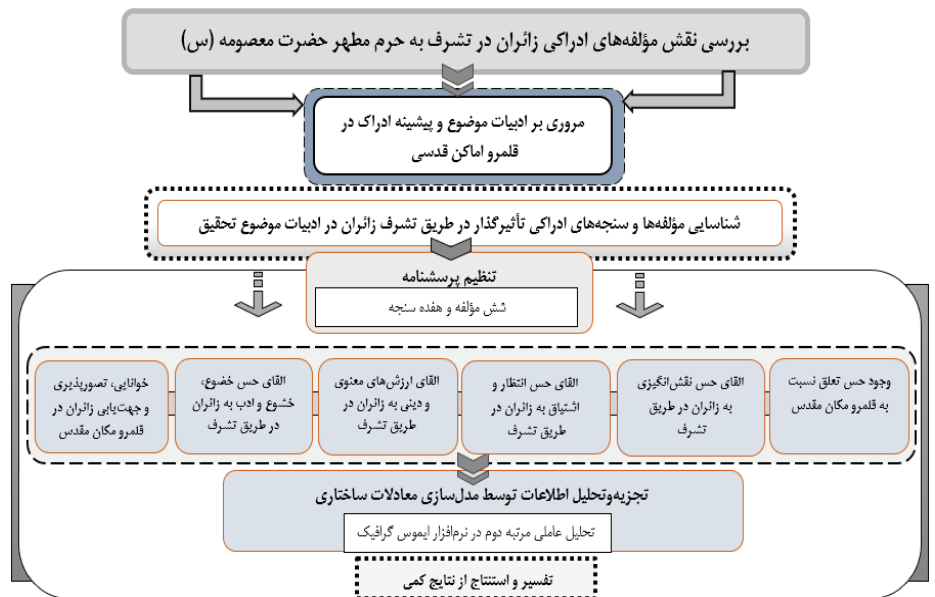 بررسی نقش مؤلفه‌های ادراکی زائران در تشرف به حرم مطهر حضرت معصومه (س)
مروری بر ادبیات موضوع و پیشینه ادراک در
قلمرو اماکن قدسی
شناسایی مؤلفه‌ها و سنجه‌های ادراکی تأثیرگذار در طریق تشرف زائران در ادبیات موضوع تحقیق
تنظیم پرسشنامه
شش مؤلفه و هفده سنجه
وجود حس تعلق نسبت
به قلمرو مکان مقدس
القای حس نقش‌انگیزی
به زائران در طریق
تشرف
القای حس انتظار و
اشتیاق به زائران در
طریق تشرف
القای ارزش‌های معنوی
و دینی به زائران در
طریق تشرف
القای حس خضوع،
خشوع و ادب به زائران
در طریق تشرف
خوانایی، تصورپذیری
و جهت‌یابی زائران در
قلمرو مکان مقدس
تجزیه‌وتحلیل اطلاعات توسط مدل‌سازی معادلات ساختاری
تحلیل عاملی مرتبه دوم در نرم‌افزار ایموس گرافیک
تفسیر و استنتاج از نتایج کمی